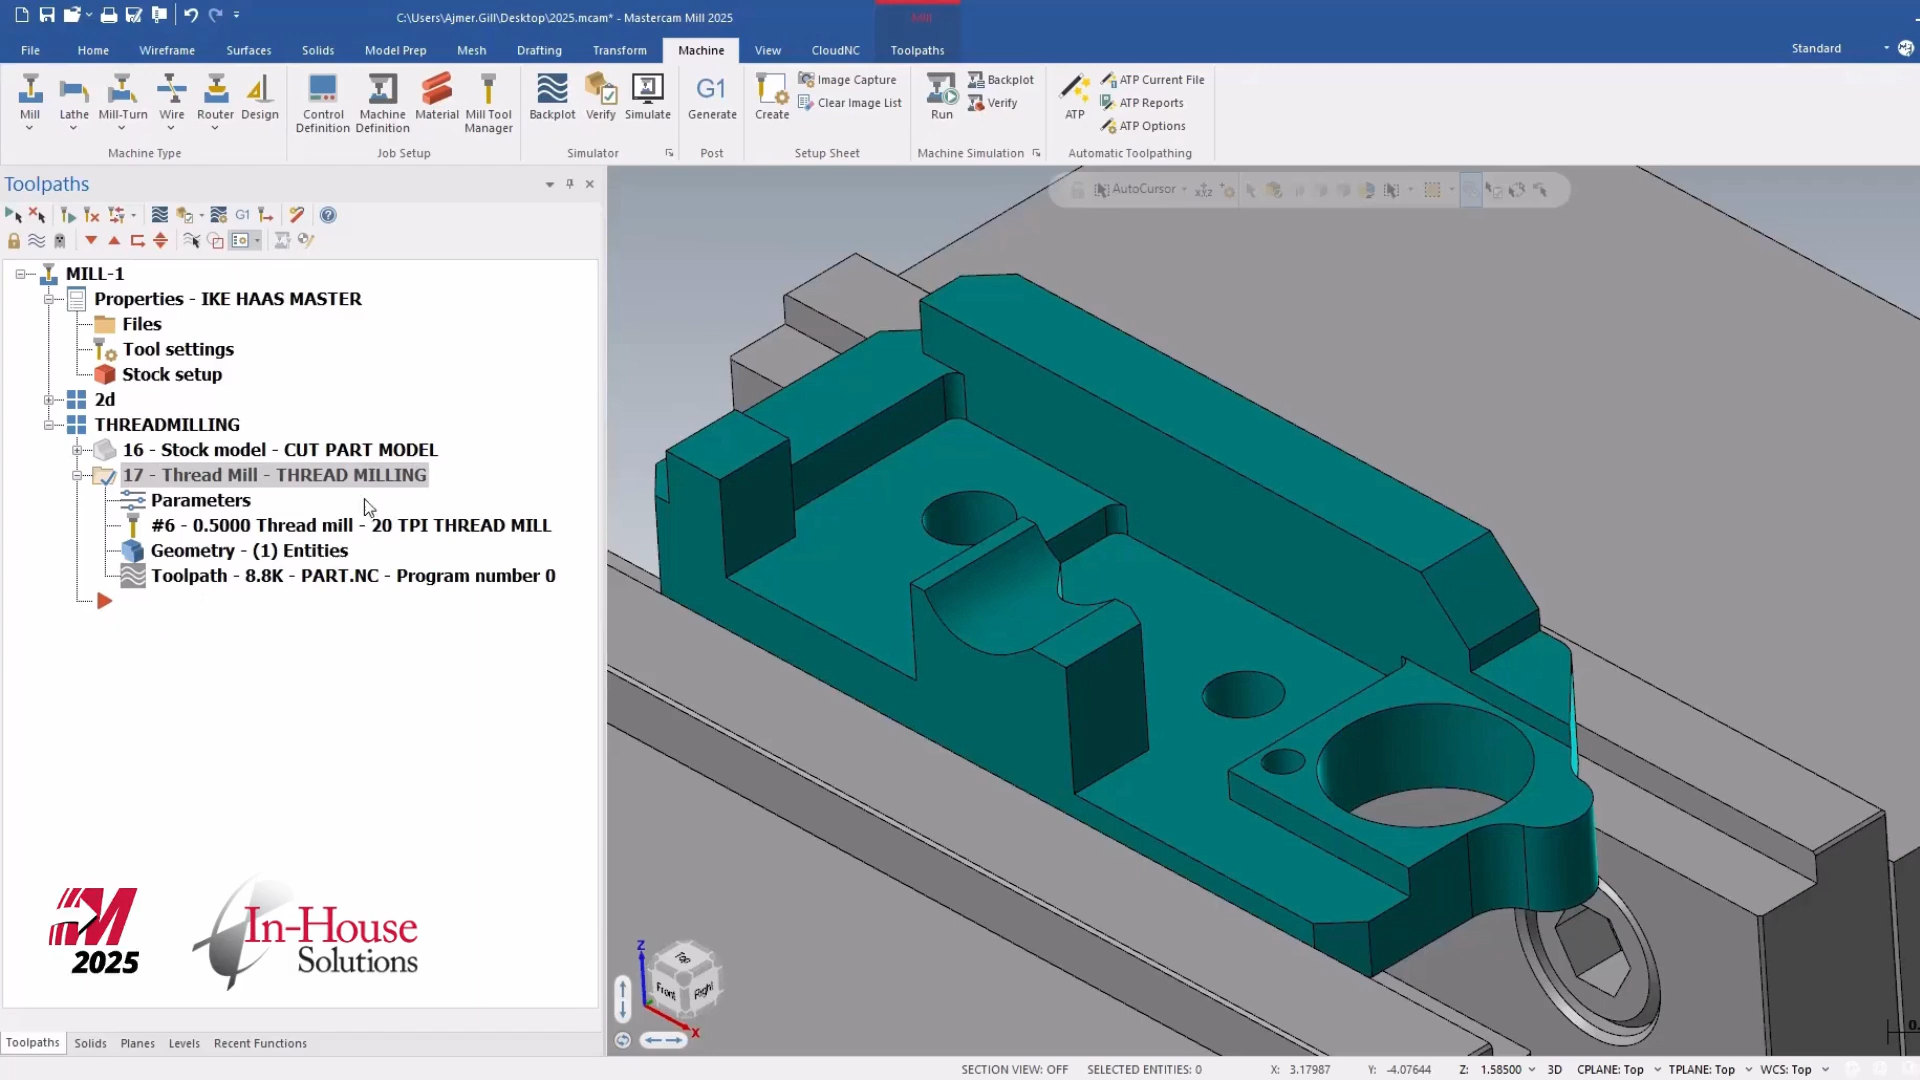 C:\Users\Ajmer.Gill\Desktop\2025.mcam* - Mastercam Mill 2025
Mill
File Home Wireframe Surfaces Solids Model Prep Mesh Drafting Transform Machine View CloudNC Toolpaths
Standard
Mill Lathe Mill-Turn Wire Router Design
Machine Type
Control Definition
Machine Definition
Material
Mill Tool Manager
Job Setup
Backplot Verify Simulate
Simulator
G1
Generate
Post
Create
Image Capture
Clear Image List
Setup Sheet
Run
Backplot
Verify
Machine Simulation
ATP
ATP Current File
ATP Reports
ATP Options
Automatic Toolpathing
Toolpaths
G1
AutoCursor
MILL-1
Properties - IKE HAAS MASTER
Files
Tool settings
Stock setup
2d
THREADMILLING
16 - Stock model - CUT PART MODEL
17 - Thread Mill - THREAD MILLING
Parameters
#6 - 0.5000 Thread mill - 20 TPI THREAD MILL
Geometry - (1) Entities
Toolpath - 8.8K - PART.NC - Program number 0
M
2025
In-House
Solutions
Z
Top
Front
Right
X
0.
Toolpaths Solids Planes Levels Recent Functions
SECTION VIEW: OFF SELECTED ENTITIES: 0 X: 3.17987 Y: -4.07644 Z: 1.58500 3D CPLANE: Top TPLANE: Top WCS: Top